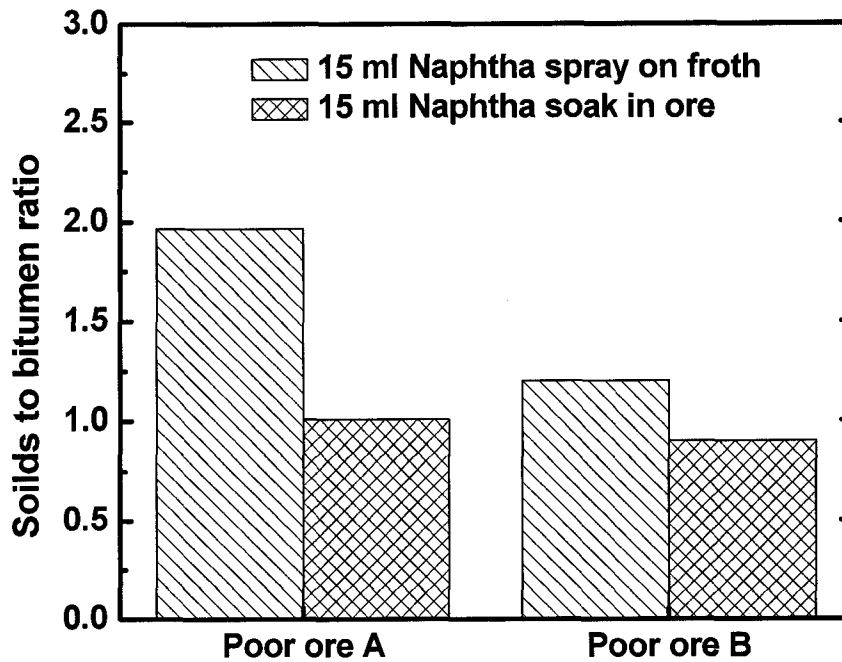 3.0
2.5
2.0
1.5
1.0
0.5
0.0
Soilds to bitumen ratio
15 ml Naphtha spray on froth
15 ml Naphtha soak in ore
Poor ore A
Poor ore B